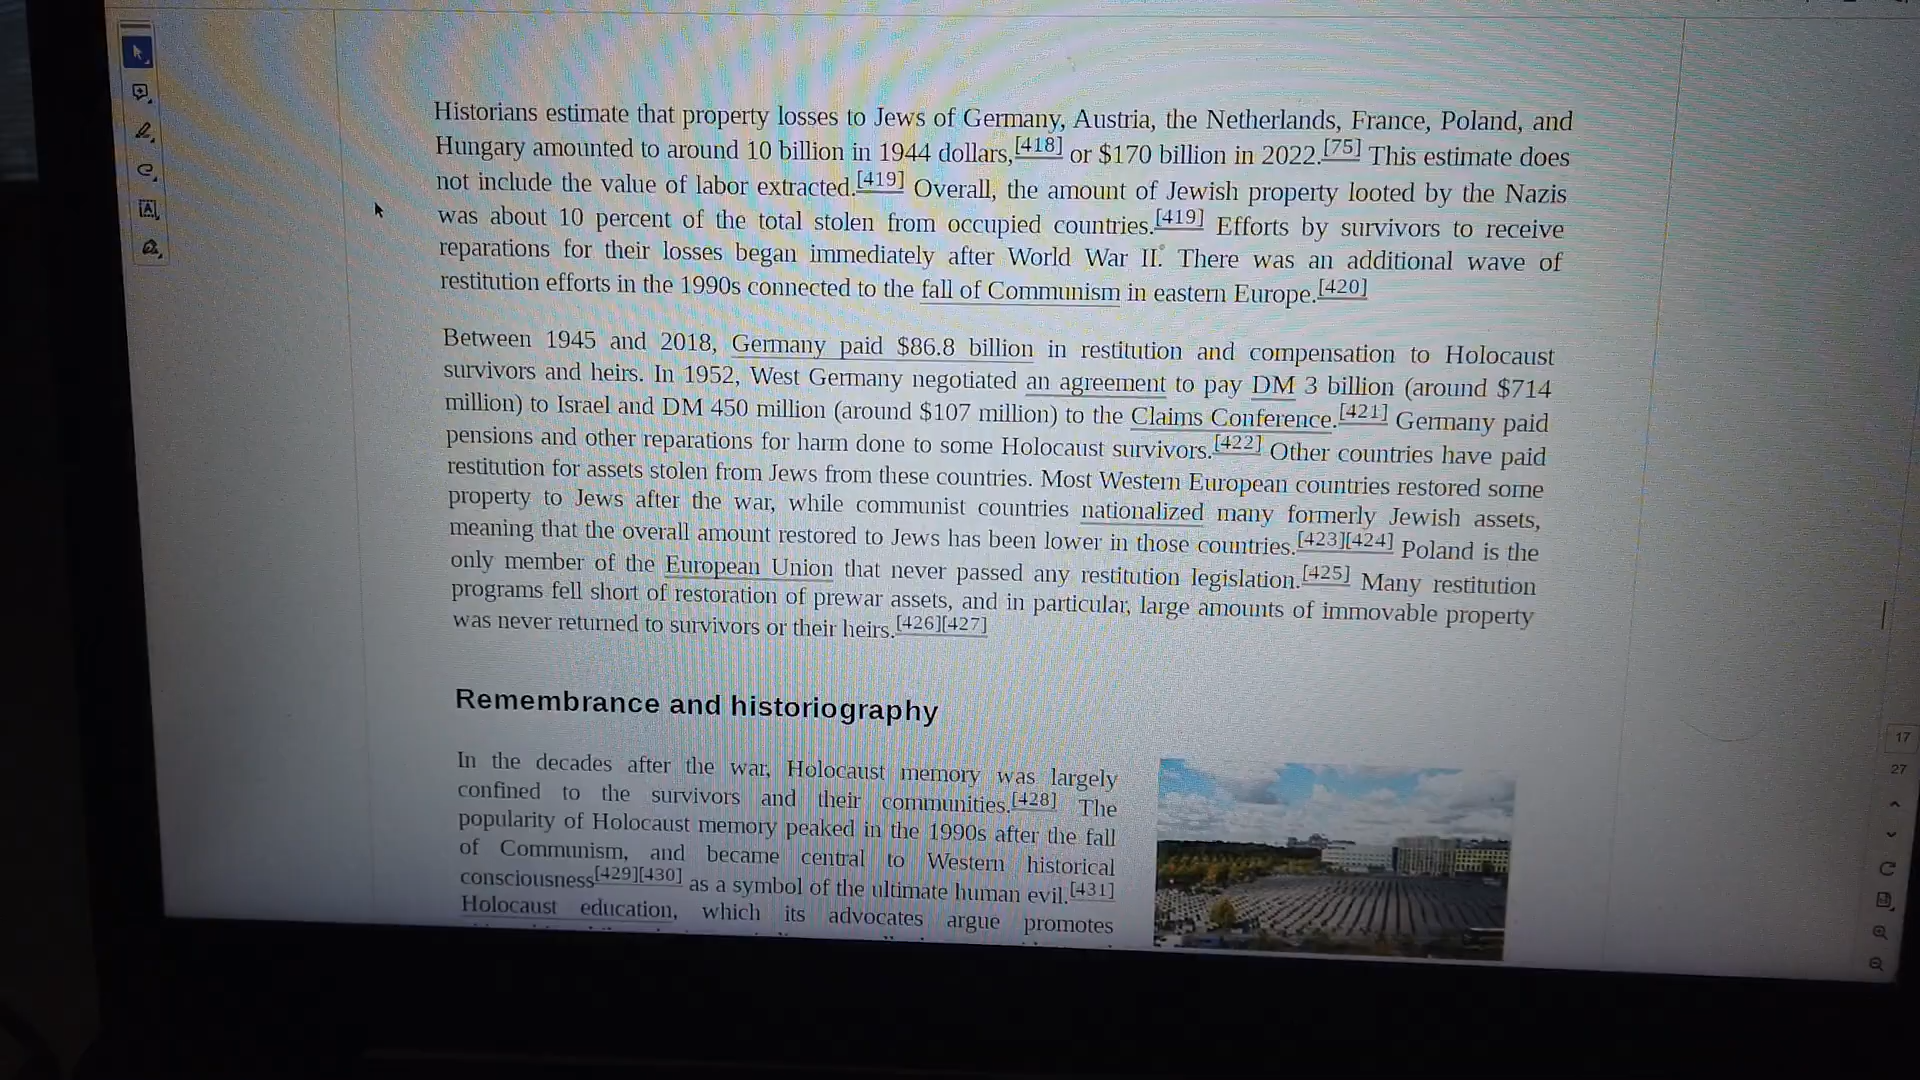 Historians estimate that property losses to Jews of Germany, Austria, the Netherlands, France, Poland, and
Hungary amounted to around 10 billion in 1944 dollars,[418] or $170 billion in 2022.[75] This estimate does
not include the value of labor extracted.[419] Overall, the amount of Jewish property looted by the Nazis
was about 10 percent of the total stolen from occupied countries.[419] Efforts by survivors to receive
reparations for their losses began immediately after World War II. There was an additional wave of
restitution efforts in the 1990s connected to the fall of Communism in eastern Europe.[420]
Between 1945 and 2018, Germany paid $86.8 billion in restitution and compensation to Holocaust
survivors and heirs. In 1952, West Germany negotiated an agreement to pay DM 3 billion (around $714
million) to Israel and DM 450 million (around $107 million) to the Claims Conference.[421] Germany paid
pensions and other reparations for harm done to some Holocaust survivors.[422] Other countries have paid
restitution for assets stolen from Jews from these countries. Most Western European countries restored some
property to Jews after the war, while communist countries nationalized many formerly Jewish assets,
meaning that the overall amount restored to Jews has been lower in those countries.[423][424] Poland is the
only member of the European Union that never passed any restitution legislation.[425] Many restitution
programs fell short of restoration of prewar assets, and in particular, large amounts of immovable property
was never returned to survivors or their heirs.[426][427]
Remembrance and historiography
In the decades after the war, Holocaust memory was largely
confined to the survivors and their communities.[428] The
popularity of Holocaust memory peaked in the 1990s after the fall
of Communism, and became central to Western historical
consciousness[429][430] as a symbol of the ultimate human evil.[431]
Holocaust education, which its advocates argue promotes
17
27